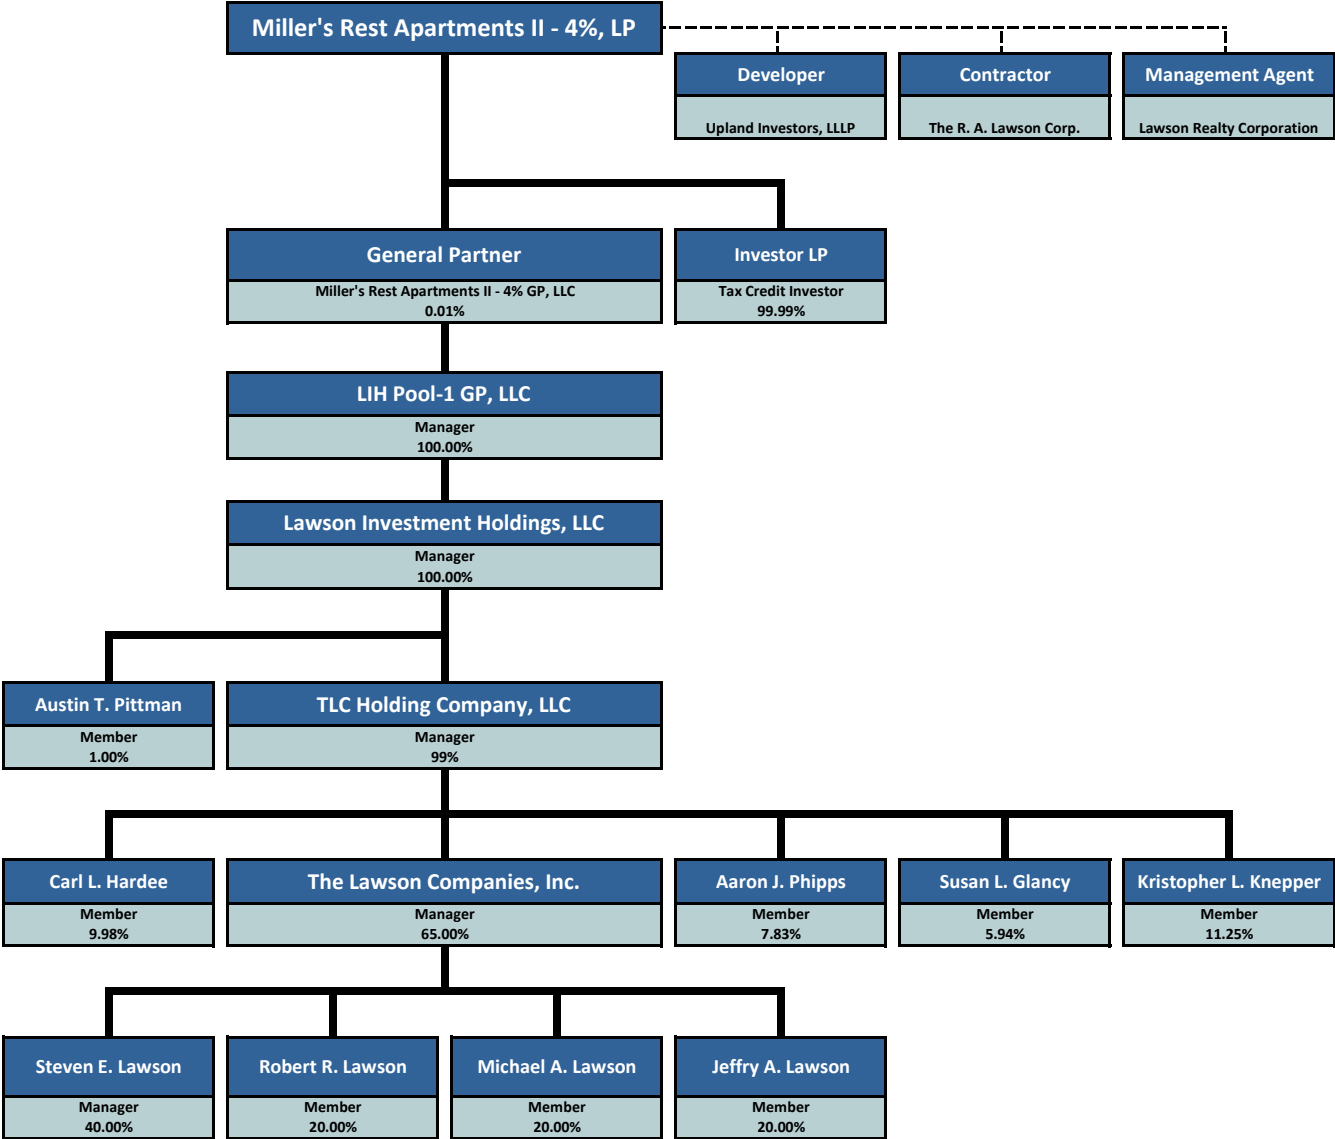 Miller's Rest Apartments II - 4%, LP
Developer
Upland Investors, LLLP
Contractor
The R. A. Lawson Corp.
Management Agent
Lawson Realty Corporation
General Partner
Miller's Rest Apartments II - 4% GP, LLC
0.01%
Investor LP
Tax Credit Investor
99.99%
LIH Pool-1 GP, LLC
Manager
100.00%
Lawson Investment Holdings, LLC
Manager
100.00%
Austin T. Pittman
Member
1.00%
TLC Holding Company, LLC
Manager
99%
Carl L. Hardee
Member
9.98%
The Lawson Companies, Inc.
Manager
65.00%
Aaron J. Phipps
Member
7.83%
Susan L. Glancy
Member
5.94%
Kristopher L. Knepper
Member
11.25%
Steven E. Lawson
Manager
40.00%
Robert R. Lawson
Member
20.00%
Michael A. Lawson
Member
20.00%
Jeffry A. Lawson
Member
20.00%